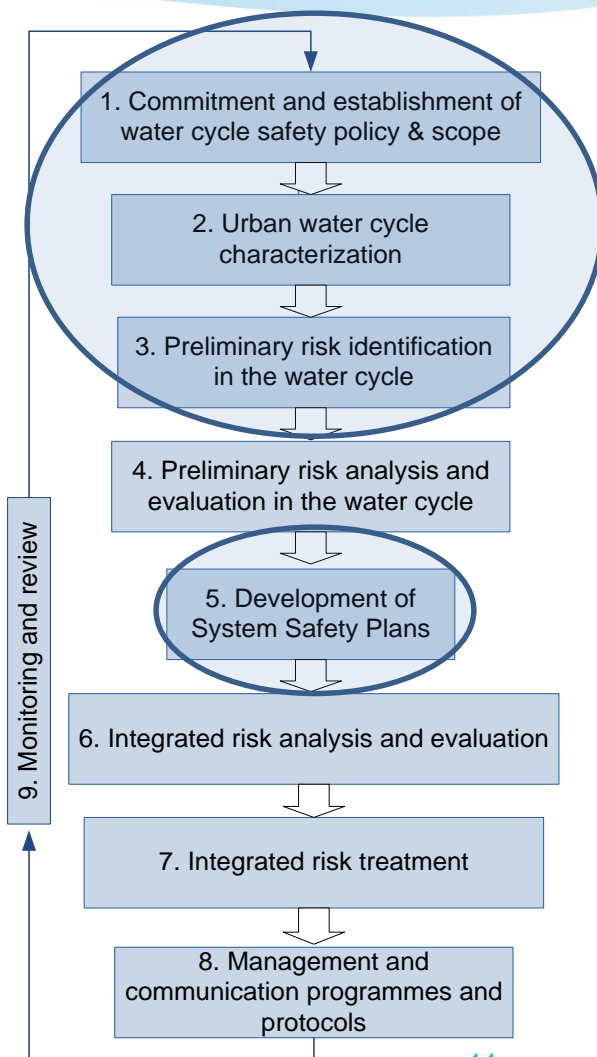 1. Commitment and establishment of
water cycle safety policy & scope
2. Urban water cycle
characterization
3. Preliminary risk identification
in the water cycle
4. Preliminary risk analysis and
evaluation in the water cycle
5. Development of
System Safety Plans
6. Integrated risk analysis and evaluation
7. Integrated risk treatment
8. Management and
communication programmes and
protocols
9. Monitoring and review